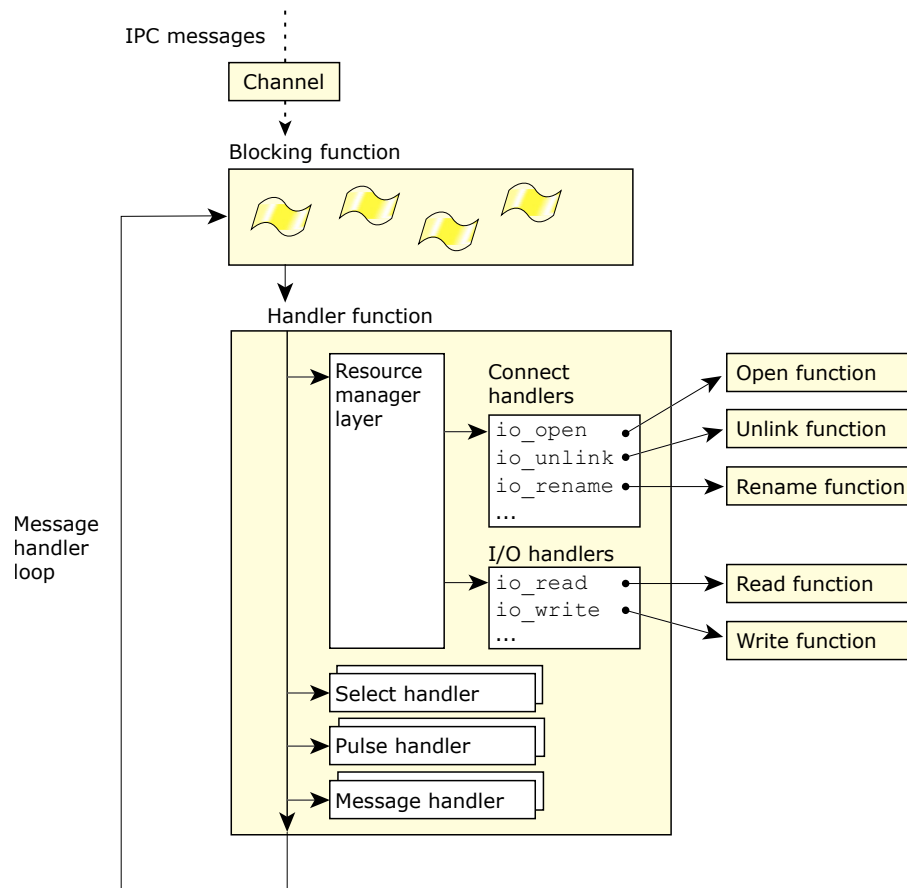 IPC messages
Channel
Blocking function
Handler function
Resource
manager
layer
Connect
handlers
io_open
io_unlink
io_rename
...
Open function
Unlink function
Rename function
Message
handler
loop
I/O handlers
io_read
io_write
...
Read function
Write function
Select handler
Pulse handler
Message handler